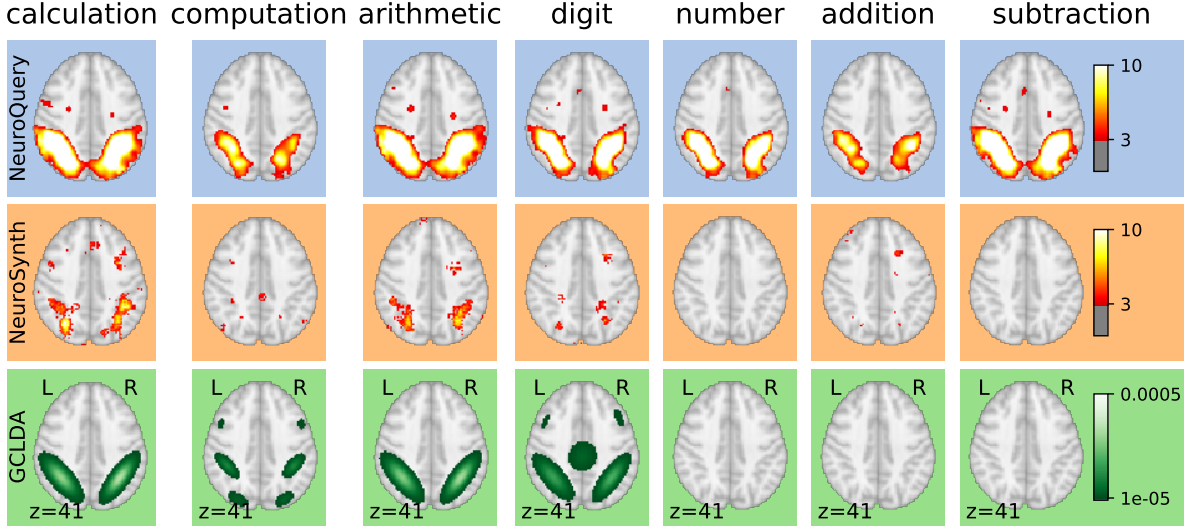 calculation computation arithmetic digit number addition subtraction
NeuroQuery
10
3
NeuroSynth
10
3
GCLDA
L R L R L R L R L R L R L R
0.0005
1e-05
z=41 z=41 z=41 z=41 z=41 z=41 z=41